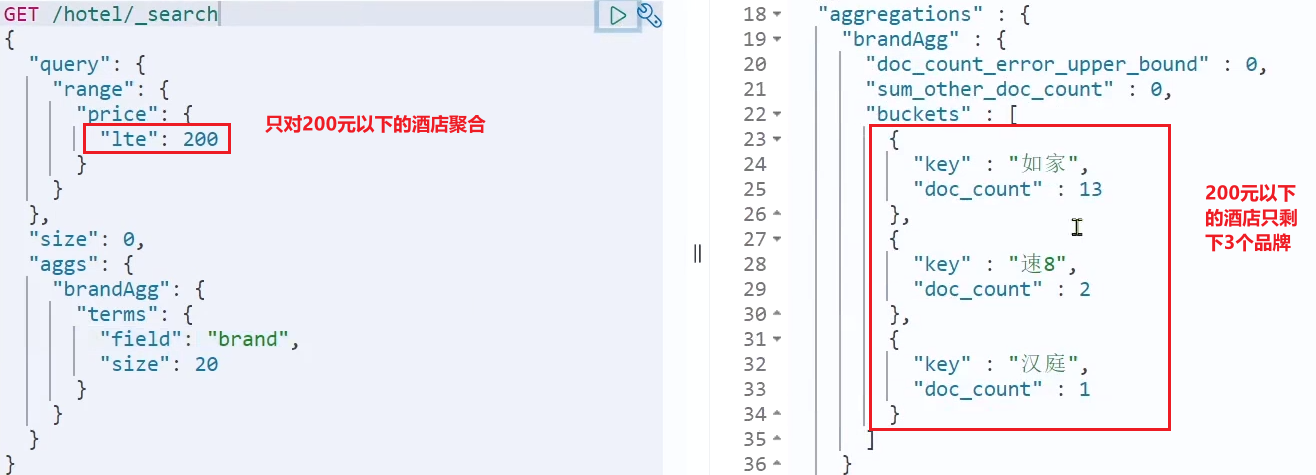 GET /hotel/_search
{
  "query": {
    "range": {
      "price": {
        "lte": 200
      }
    }
  },
  "size": 0,
  "aggs": {
    "brandAgg": {
      "terms": {
        "field": "brand",
        "size": 20
      }
    }
  }
}
只对200元以下的酒店聚合
18 "aggregations" : {
19 "brandAgg" : {
20 "doc_count_error_upper_bound" : 0,
21 "sum_other_doc_count" : 0,
22 "buckets" : [
23 {
24 "key" : "如家",
25 "doc_count" : 13
26 },
27 {
28 "key" : "速8",
29 "doc_count" : 2
30 },
31 {
32 "key" : "汉庭",
33 "doc_count" : 1
34 }
35 ]
36 }
200元以下
的酒店只剩
下3个品牌